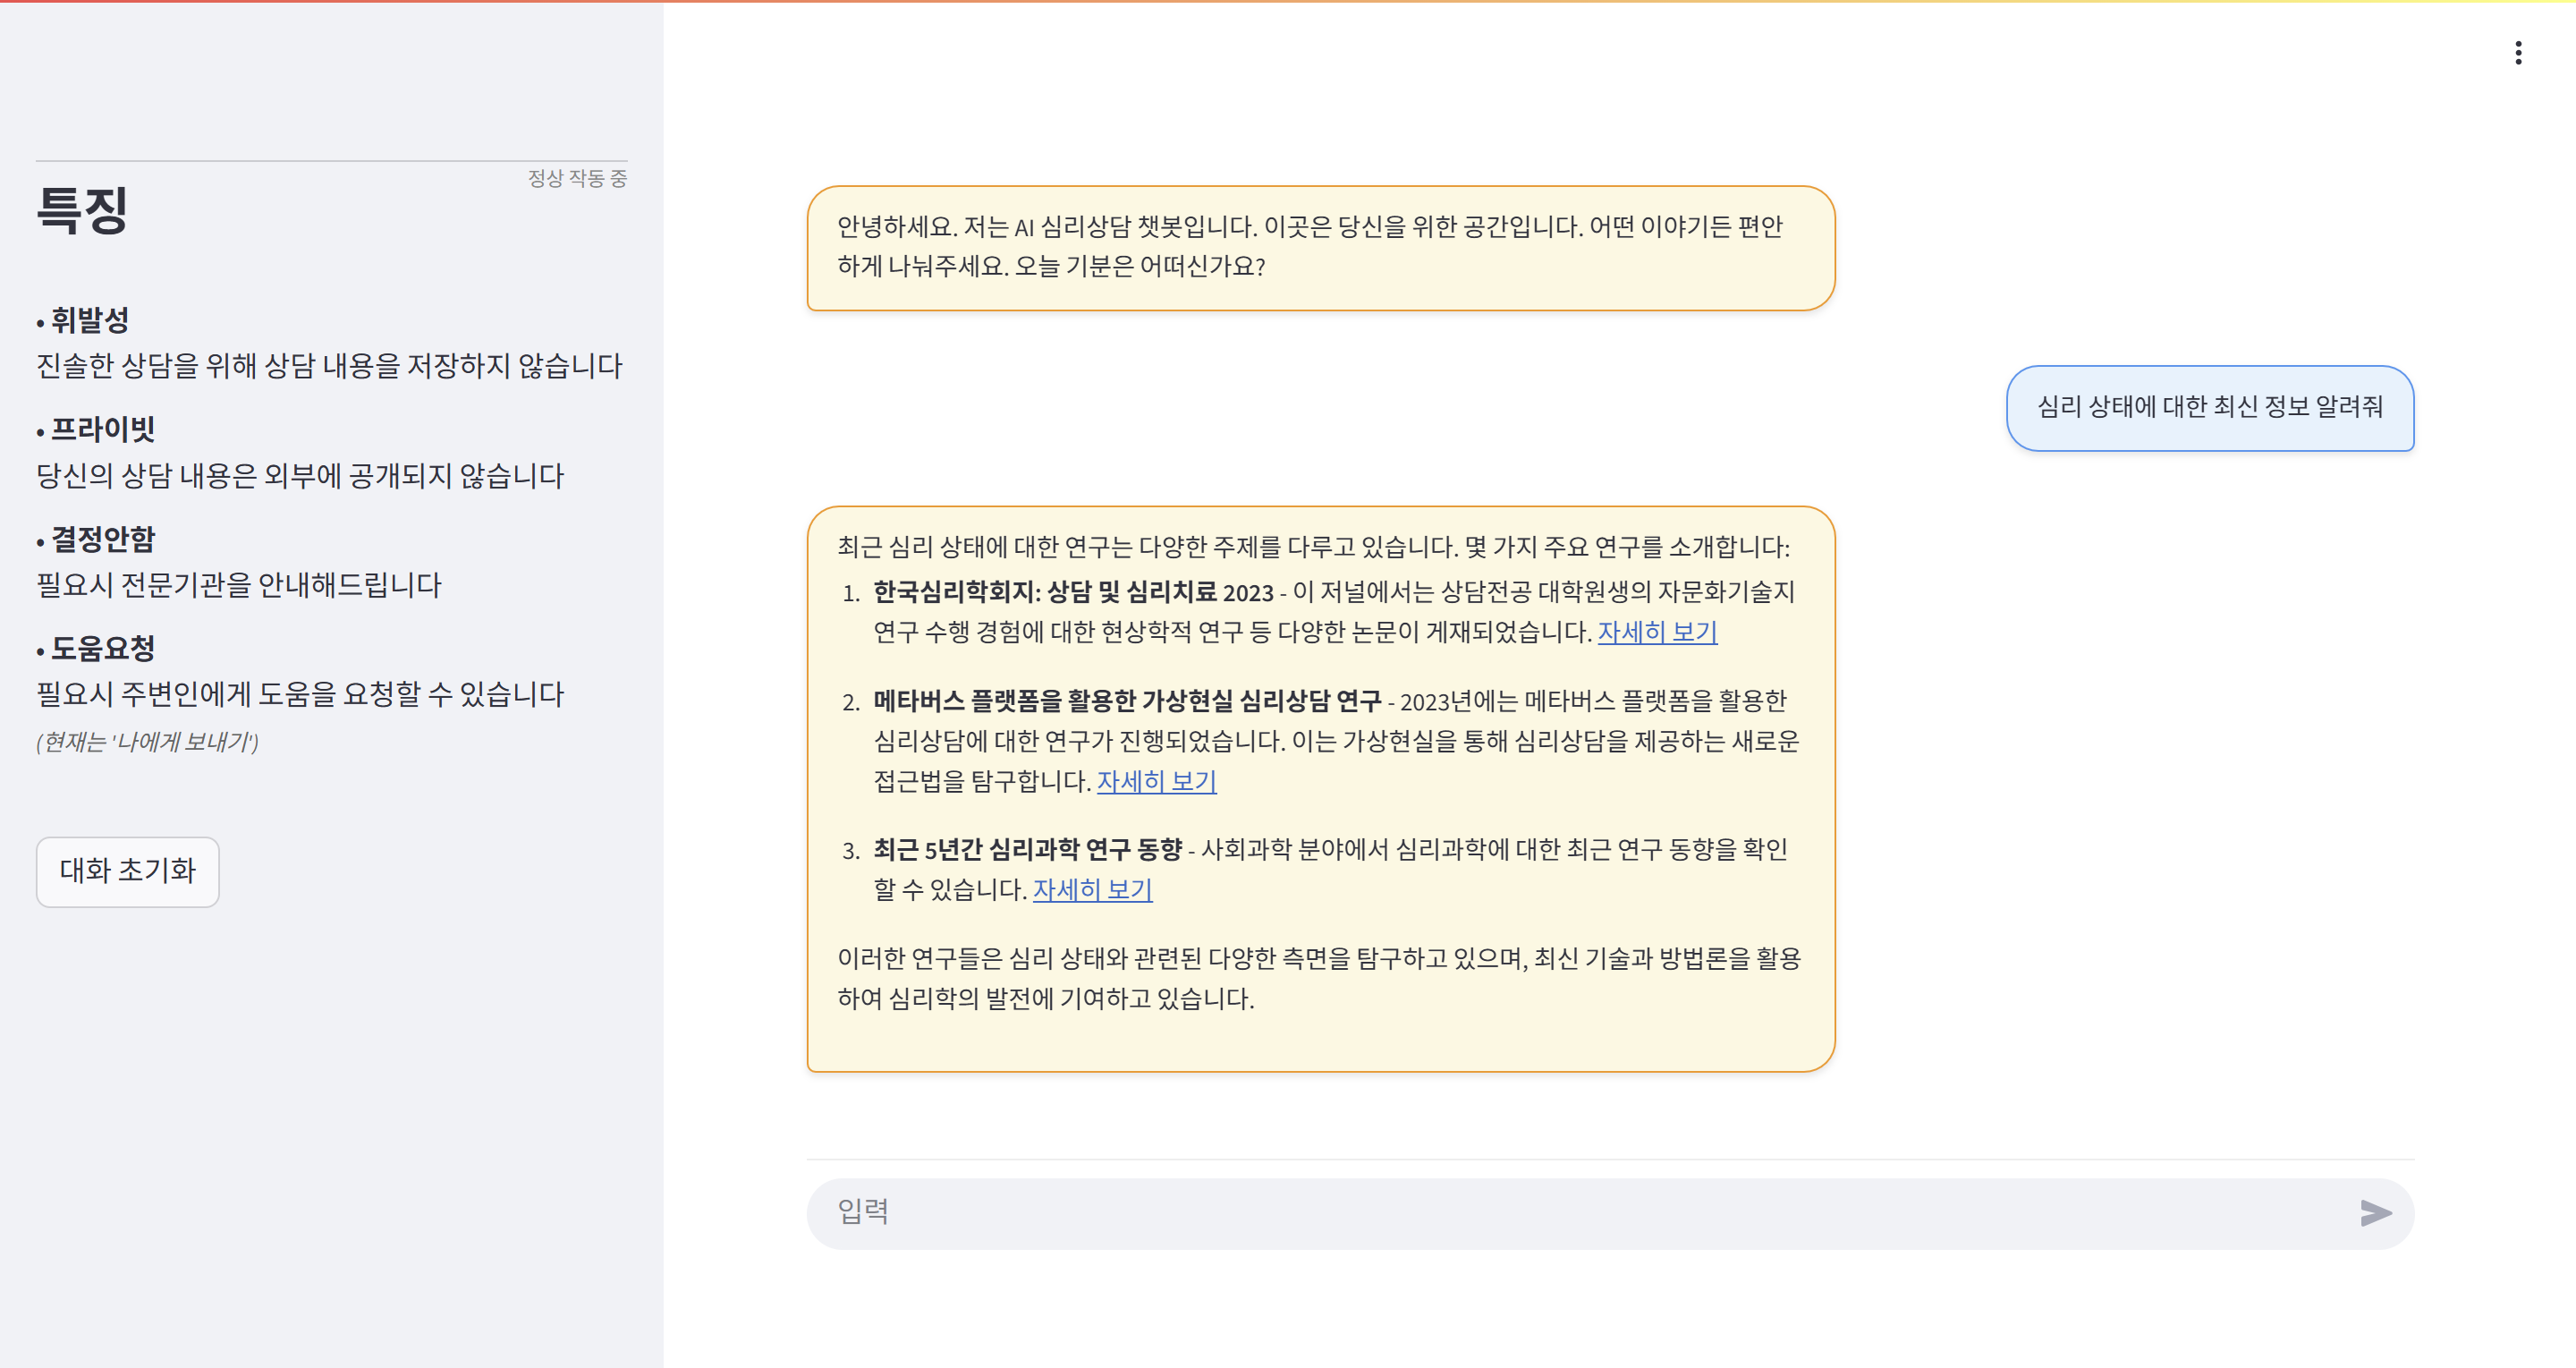 정상 작동 중
특징
• 휘발성
진솔한 상담을 위해 상담 내용을 저장하지 않습니다
• 프라이빗
당신의 상담 내용은 외부에 공개되지 않습니다
• 결정안함
필요시 전문기관을 안내해드립니다
• 도움요청
필요시 주변인에게 도움을 요청할 수 있습니다
(현재는 '나에게 보내기')
대화 초기화
안녕하세요. 저는 AI 심리상담 챗봇입니다. 이곳은 당신을 위한 공간입니다. 어떤 이야기든 편안
하게 나눠주세요. 오늘 기분은 어떠신가요?
심리 상태에 대한 최신 정보 알려줘
최근 심리 상태에 대한 연구는 다양한 주제를 다루고 있습니다. 몇 가지 주요 연구를 소개합니다:
1. 한국심리학회지: 상담 및 심리치료 2023 - 이 저널에서는 상담전공 대학원생의 자문화기술지
연구 수행 경험에 대한 현상학적 연구 등 다양한 논문이 게재되었습니다. 자세히 보기
2. 메타버스 플랫폼을 활용한 가상현실 심리상담 연구 - 2023년에는 메타버스 플랫폼을 활용한
심리상담에 대한 연구가 진행되었습니다. 이는 가상현실을 통해 심리상담을 제공하는 새로운
접근법을 탐구합니다. 자세히 보기
3. 최근 5년간 심리과학 연구 동향 - 사회과학 분야에서 심리과학에 대한 최근 연구 동향을 확인
할 수 있습니다. 자세히 보기
이러한 연구들은 심리 상태와 관련된 다양한 측면을 탐구하고 있으며, 최신 기술과 방법론을 활용
하여 심리학의 발전에 기여하고 있습니다.
입력